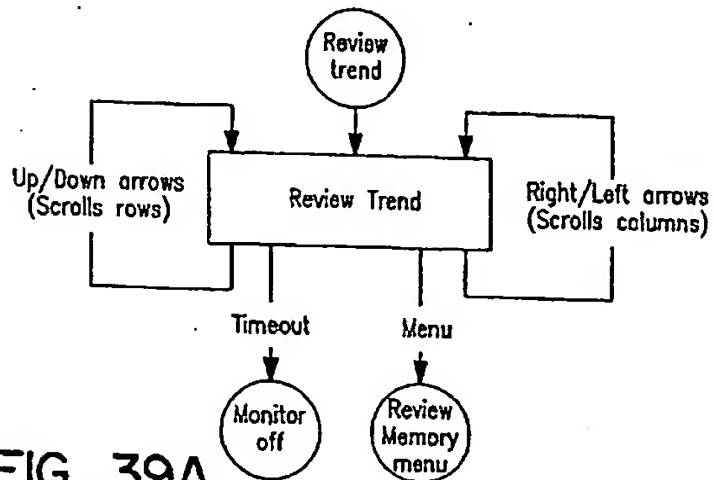 Review
trend
Up/Down arrows
(Scrolls rows)
Review Trend
Right/Left arrows
(Scrolls columns)
Timeout
Menu
Monitor
off
Review
Memory
menu
FIG. 39A